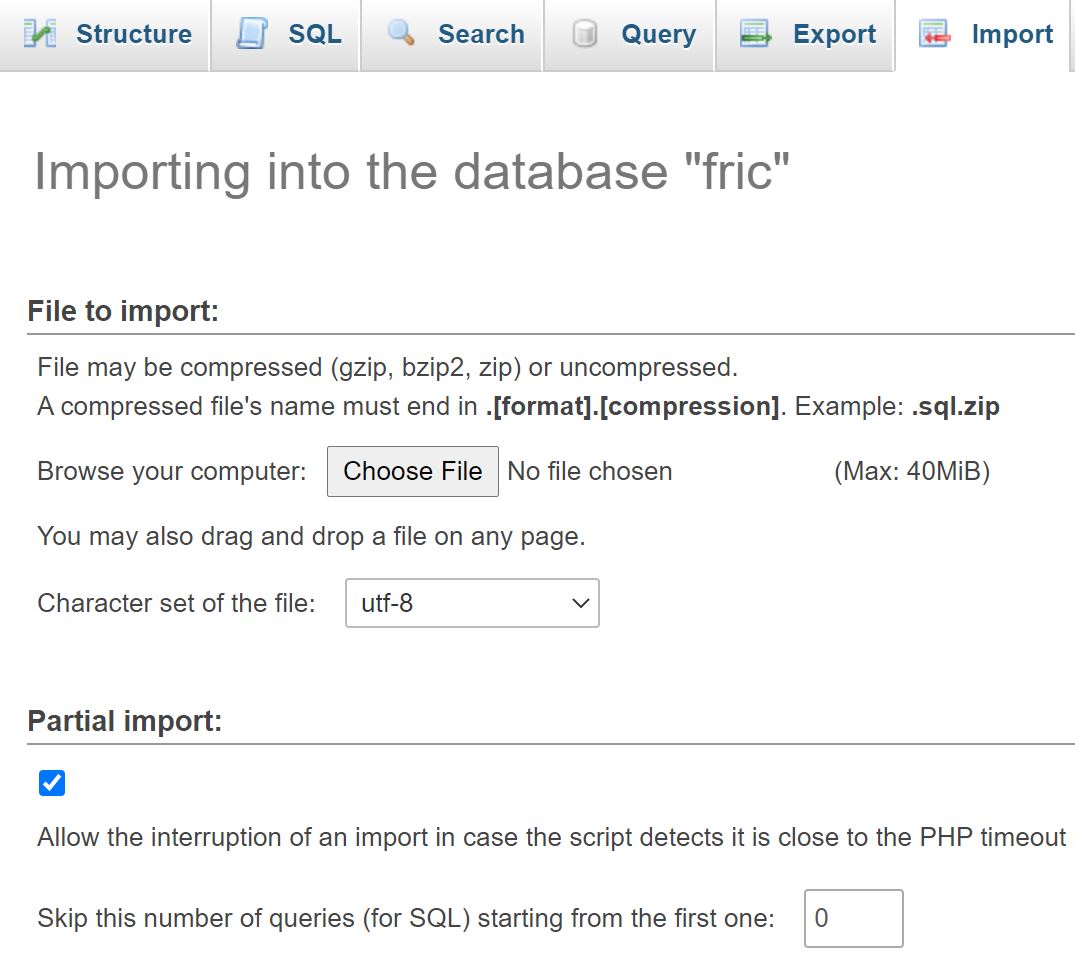 Structure SQL Search Query Export Import
Importing into the database "fric"
File to import:
File may be compressed (gzip, bzip2, zip) or uncompressed.
A compressed file's name must end in .[format].[compression]. Example: .sql.zip
Browse your computer: Choose File No file chosen (Max: 40MiB)
You may also drag and drop a file on any page.
Character set of the file: utf-8
Partial import:
Allow the interruption of an import in case the script detects it is close to the PHP timeout
Skip this number of queries (for SQL) starting from the first one: 0